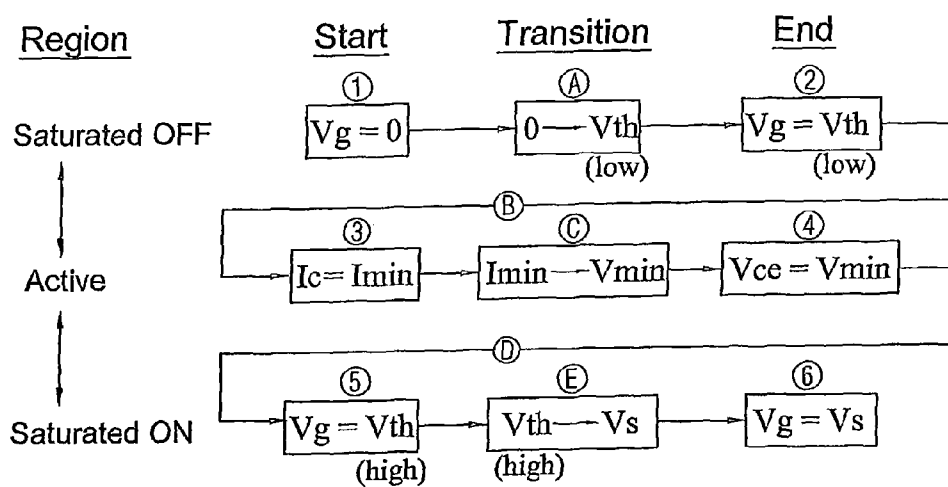 Region Start Transition End
① Ⓐ ②
Saturated OFF Vg = 0 0 → Vth Vg = Vth
(low) (low)
Ⓑ
③ Ⓒ ④
Active Ic = Imin Imin → Vmin Vce = Vmin
Ⓓ
⑤ Ⓔ ⑥
Saturated ON Vg = Vth Vth → Vs Vg = Vs
(high) (high)